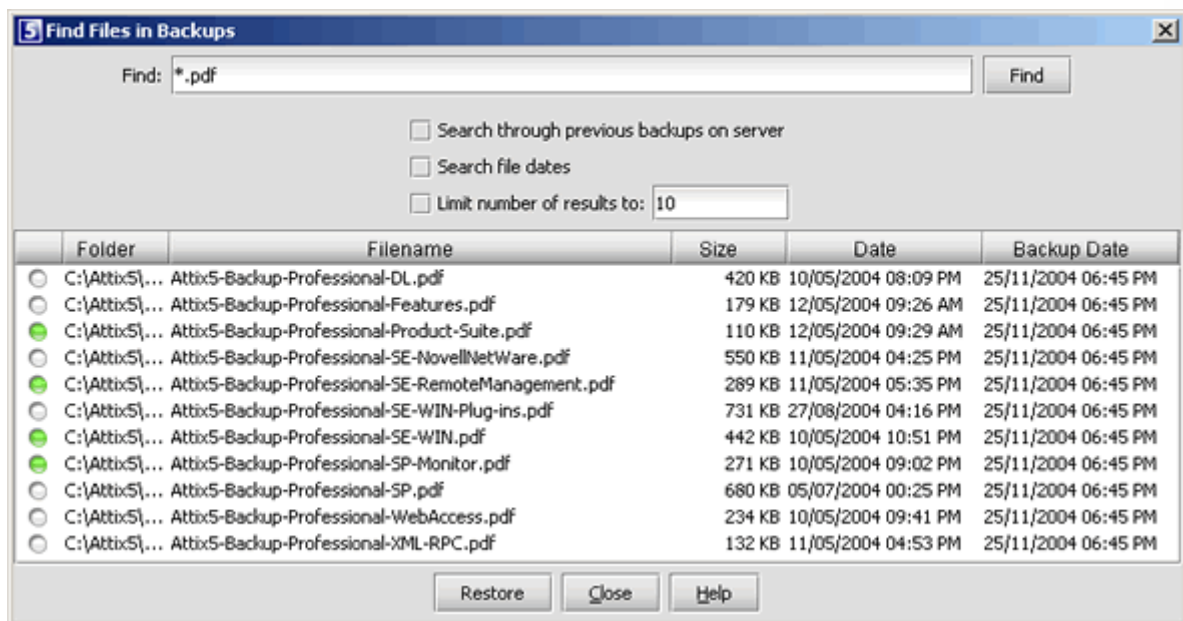 5 Find Files in Backups
Find: *.pdf Find
Search through previous backups on server
Search file dates
Limit number of results to: 10
Folder Filename Size Date Backup Date
C:\Attix5\... Attix5-Backup-Professional-DL.pdf 420 KB 10/05/2004 08:09 PM 25/11/2004 06:45 PM
C:\Attix5\... Attix5-Backup-Professional-Features.pdf 179 KB 12/05/2004 09:26 AM 25/11/2004 06:45 PM
C:\Attix5\... Attix5-Backup-Professional-Product-Suite.pdf 110 KB 12/05/2004 09:29 AM 25/11/2004 06:45 PM
C:\Attix5\... Attix5-Backup-Professional-SE-NovellNetWare.pdf 550 KB 11/05/2004 04:25 PM 25/11/2004 06:45 PM
C:\Attix5\... Attix5-Backup-Professional-SE-RemoteManagement.pdf 289 KB 11/05/2004 05:35 PM 25/11/2004 06:45 PM
C:\Attix5\... Attix5-Backup-Professional-SE-WIN-Plug-ins.pdf 731 KB 27/08/2004 04:16 PM 25/11/2004 06:45 PM
C:\Attix5\... Attix5-Backup-Professional-SE-WIN.pdf 442 KB 10/05/2004 10:51 PM 25/11/2004 06:45 PM
C:\Attix5\... Attix5-Backup-Professional-SP-Monitor.pdf 271 KB 10/05/2004 09:02 PM 25/11/2004 06:45 PM
C:\Attix5\... Attix5-Backup-Professional-SP.pdf 680 KB 05/07/2004 00:25 PM 25/11/2004 06:45 PM
C:\Attix5\... Attix5-Backup-Professional-WebAccess.pdf 234 KB 10/05/2004 09:41 PM 25/11/2004 06:45 PM
C:\Attix5\... Attix5-Backup-Professional-XML-RPC.pdf 132 KB 11/05/2004 04:53 PM 25/11/2004 06:45 PM
Restore Close Help